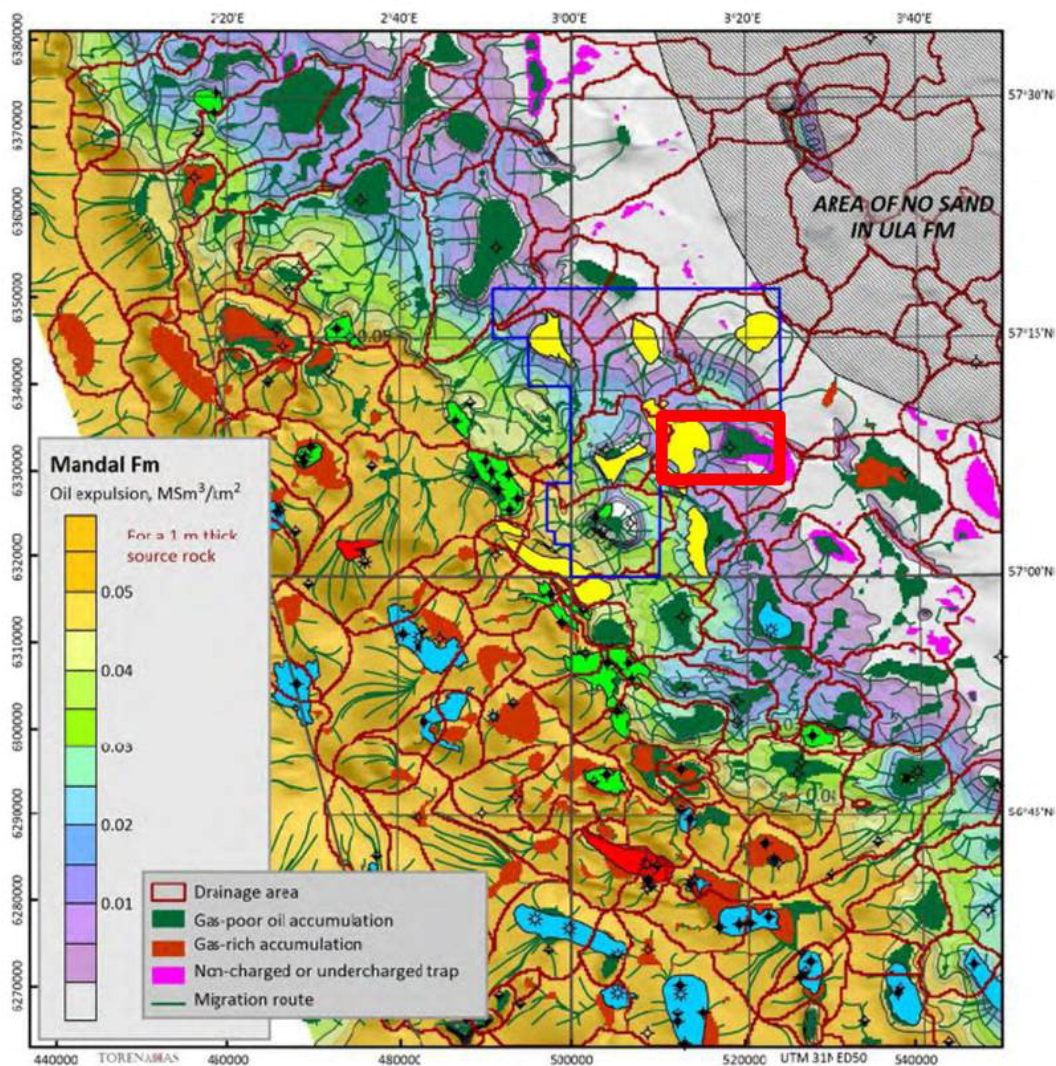 2°20'E 2°40'E 3°00'E 3°20'E 3°40'E
6380000
6370000
6360000
6350000
6340000
6330000
6320000
6310000
6300000
6290000
6280000
6270000
57°30'N
57°15'N
57°00'N
56°45'N
AREA OF NO SAND
IN ULA FM
0.05
0.02
Mandal Fm
Oil expulsion, MSm³/km²
For a 1 m thick
source rock
0.05
0.04
0.03
0.02
0.01
Drainage area
Gas-poor oil accumulation
Gas-rich accumulation
Non-charged or undercharged trap
Migration route
440000 460000 480000 500000 520000 540000
UTM 31N ED50